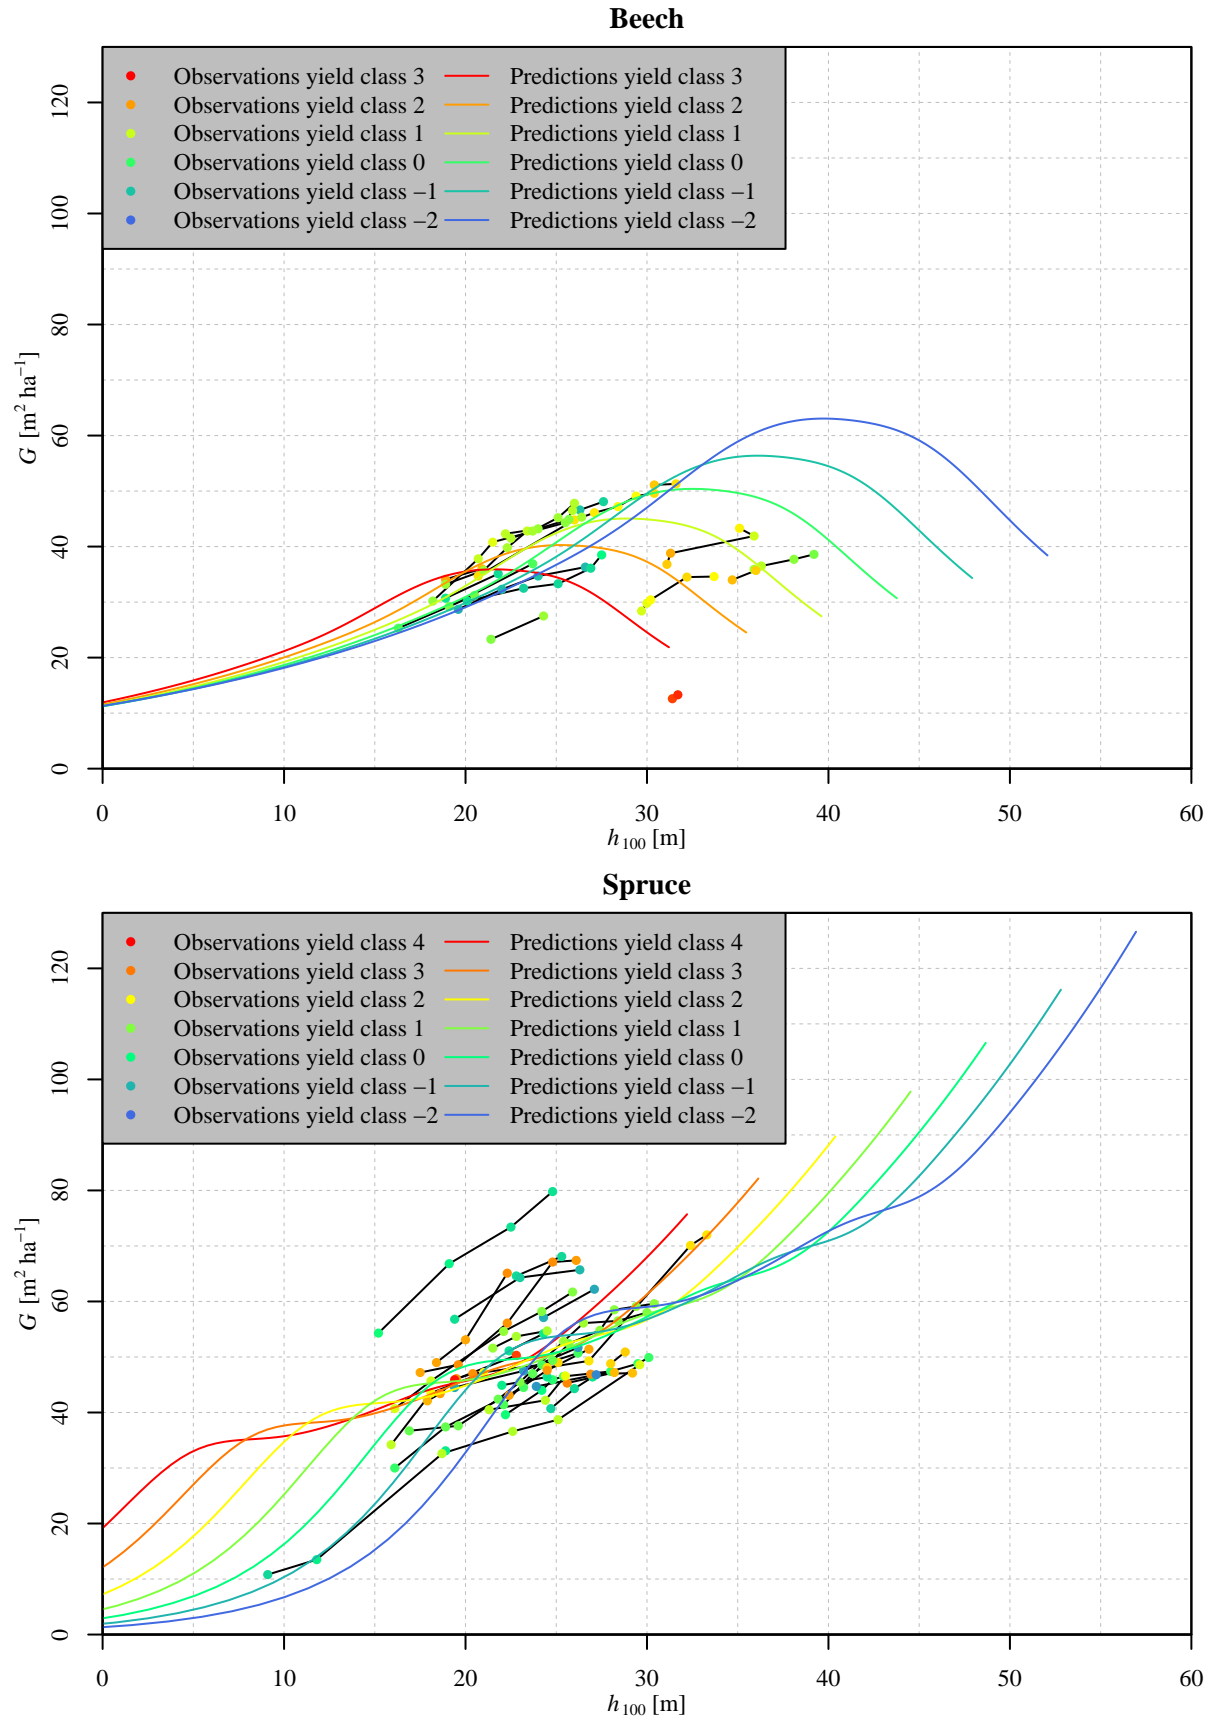 Beech
Observations yield class 3 Predictions yield class 3
Observations yield class 2 Predictions yield class 2
Observations yield class 1 Predictions yield class 1
Observations yield class 0 Predictions yield class 0
Observations yield class −1 Predictions yield class −1
Observations yield class −2 Predictions yield class −2
G [m² ha⁻¹]
0 20 40 60 80 100 120
0 10 20 30 40 50 60
h₁₀₀ [m]
Spruce
Observations yield class 4 Predictions yield class 4
Observations yield class 3 Predictions yield class 3
Observations yield class 2 Predictions yield class 2
Observations yield class 1 Predictions yield class 1
Observations yield class 0 Predictions yield class 0
Observations yield class −1 Predictions yield class −1
Observations yield class −2 Predictions yield class −2
G [m² ha⁻¹]
0 20 40 60 80 100 120
0 10 20 30 40 50 60
h₁₀₀ [m]